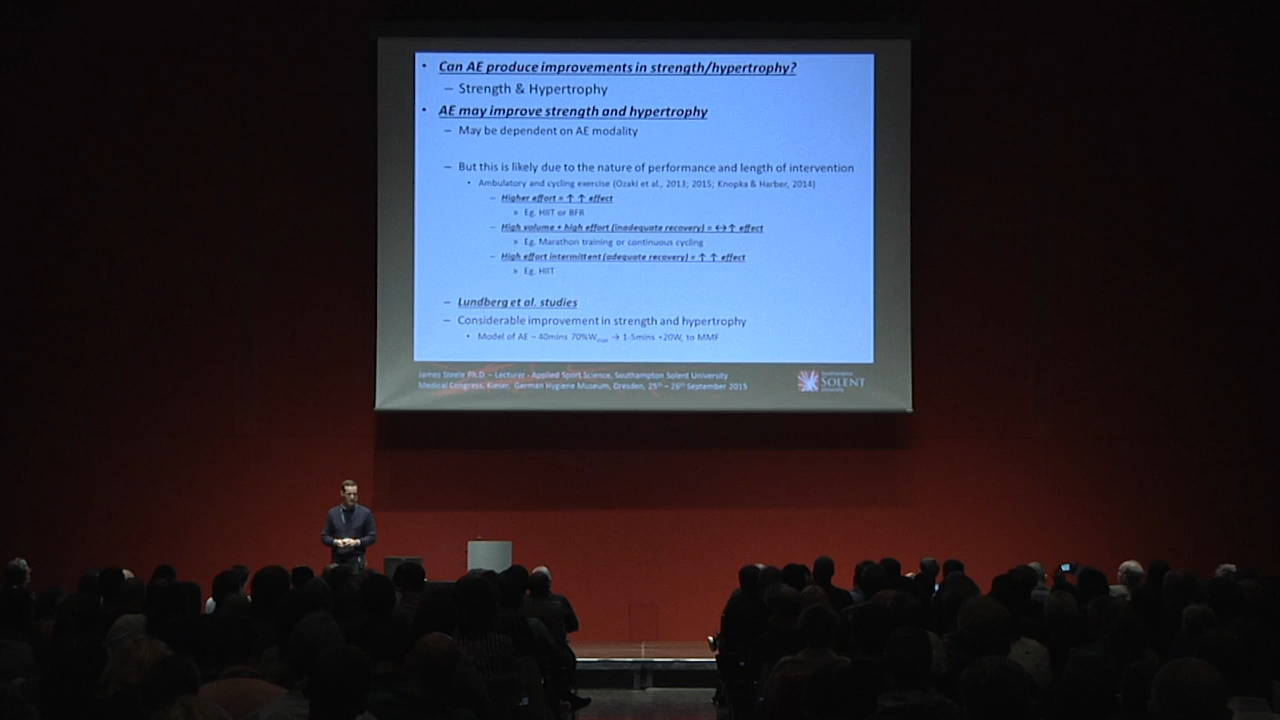 • Can AE produce improvements in strength/hypertrophy?
– Strength & Hypertrophy
• AE may improve strength and hypertrophy
– May be dependent on AE modality
– But this is likely due to the nature of performance and length of intervention
• Ambulatory and cycling exercise (Ozaki et al., 2013; 2015; Knopka & Harber, 2014)
– Higher effort = ↑ ↑ effect
» Eg. HIIT or BFR
– High volume + high effort (inadequate recovery) = ↔↑ effect
» Eg. Marathon training or continuous cycling
– High effort intermittent (adequate recovery) = ↑ ↑ effect
» Eg. HIIT
– Lundberg et al. studies
– Considerable improvement in strength and hypertrophy
• Model of AE – 40mins 70%Wmax → 1-5mins +20W, to MMF
James Steele Ph.D. – Lecturer - Applied Sport Science, Southampton Solent University
Medical Congress, Kieser, German Hygiene Museum, Dresden, 25th – 26th September 2015
Southampton
SOLENT
University